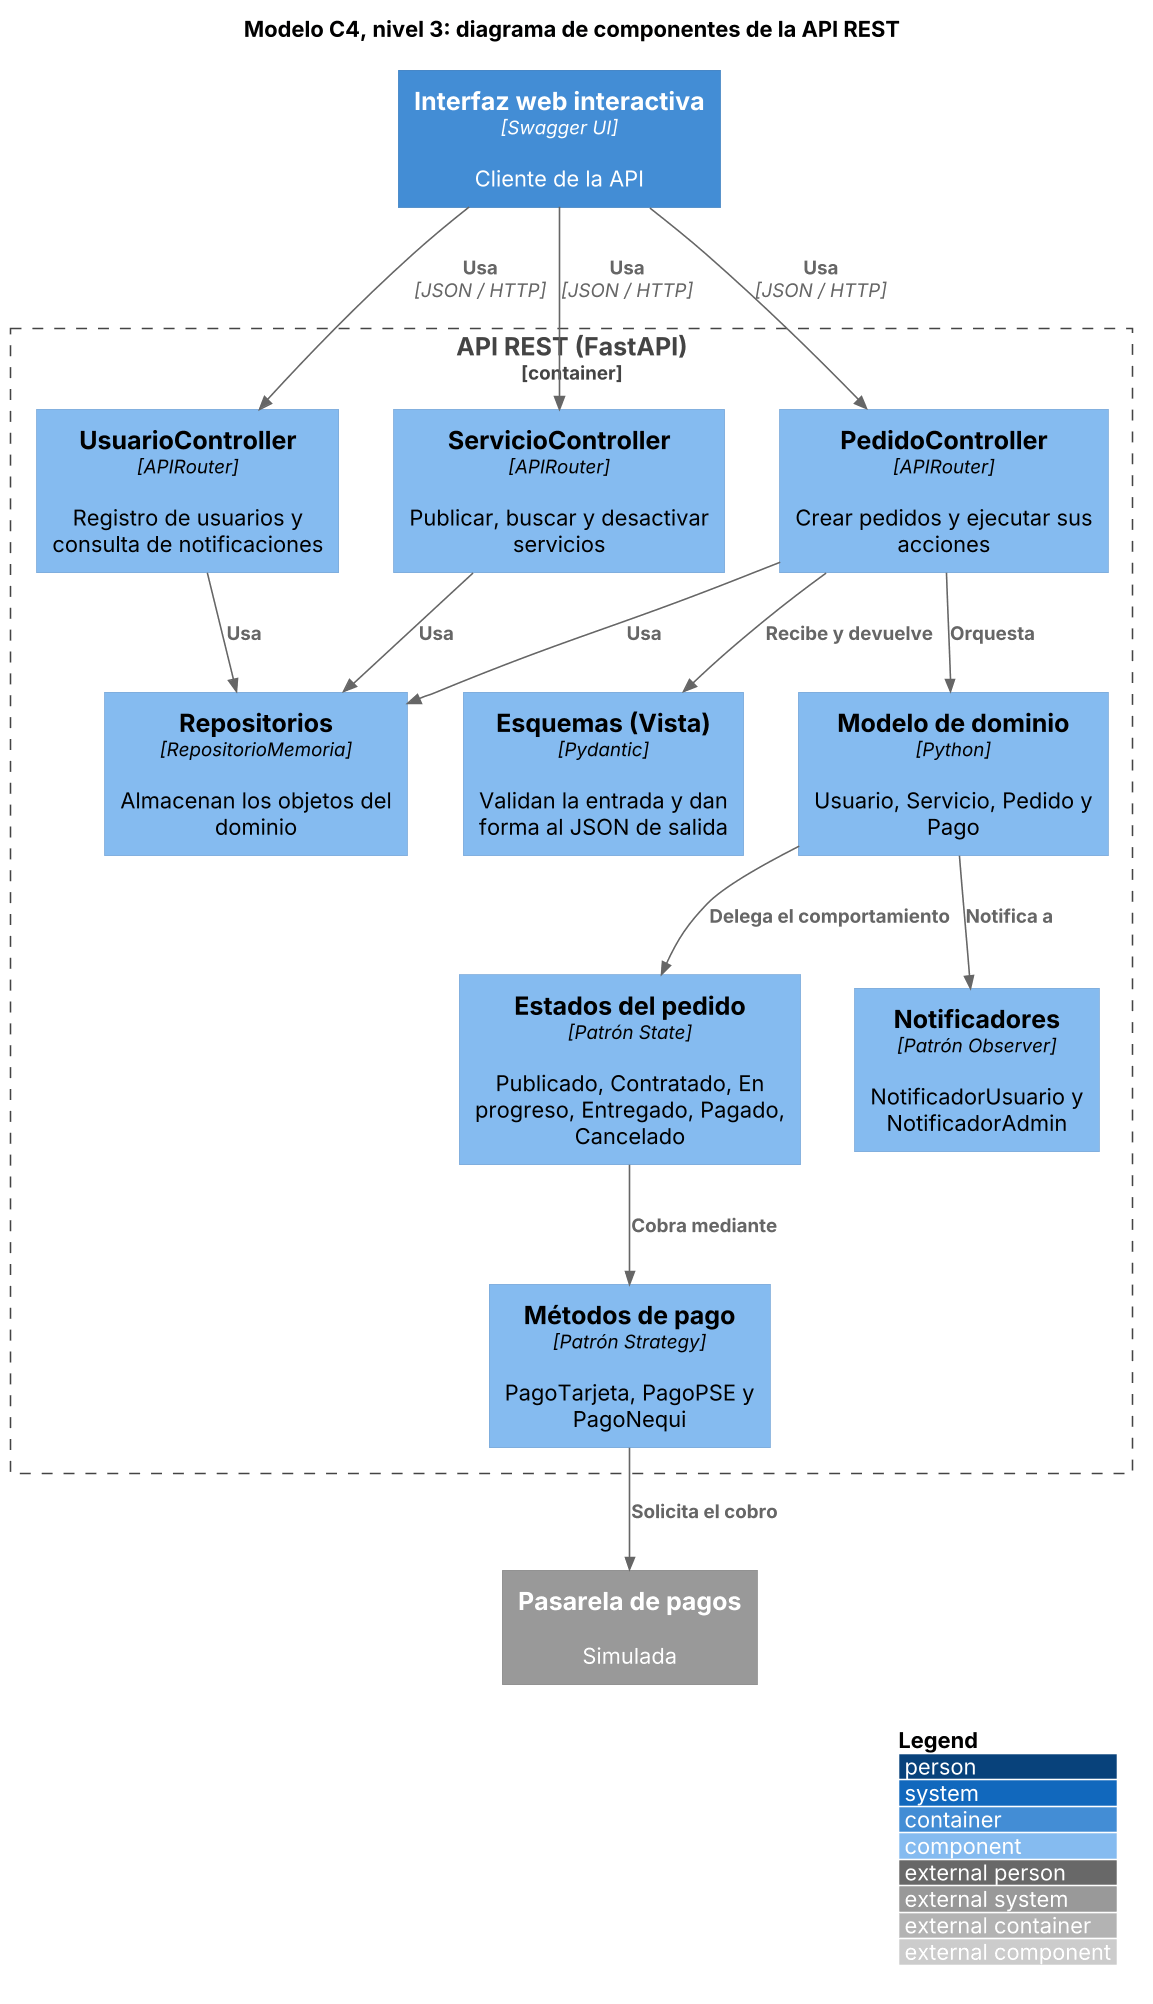 Modelo C4, nivel 3: diagrama de componentes de la API REST
Interfaz web interactiva
[Swagger UI]
Cliente de la API
Usa
[JSON / HTTP]
Usa
[JSON / HTTP]
Usa
[JSON / HTTP]
API REST (FastAPI)
[container]
UsuarioController
[APIRouter]
Registro de usuarios y
consulta de notificaciones
ServicioController
[APIRouter]
Publicar, buscar y desactivar
servicios
PedidoController
[APIRouter]
Crear pedidos y ejecutar sus
acciones
Usa
Usa
Usa
Recibe y devuelve
Orquesta
Repositorios
[RepositorioMemoria]
Almacenan los objetos del
dominio
Esquemas (Vista)
[Pydantic]
Validan la entrada y dan
forma al JSON de salida
Modelo de dominio
[Python]
Usuario, Servicio, Pedido y
Pago
Delega el comportamiento
Notifica a
Estados del pedido
[Patrón State]
Publicado, Contratado, En
progreso, Entregado, Pagado,
Cancelado
Notificadores
[Patrón Observer]
NotificadorUsuario y
NotificadorAdmin
Cobra mediante
Métodos de pago
[Patrón Strategy]
PagoTarjeta, PagoPSE y
PagoNequi
Solicita el cobro
Pasarela de pagos
Simulada
Legend
person
system
container
component
external person
external system
external container
external component